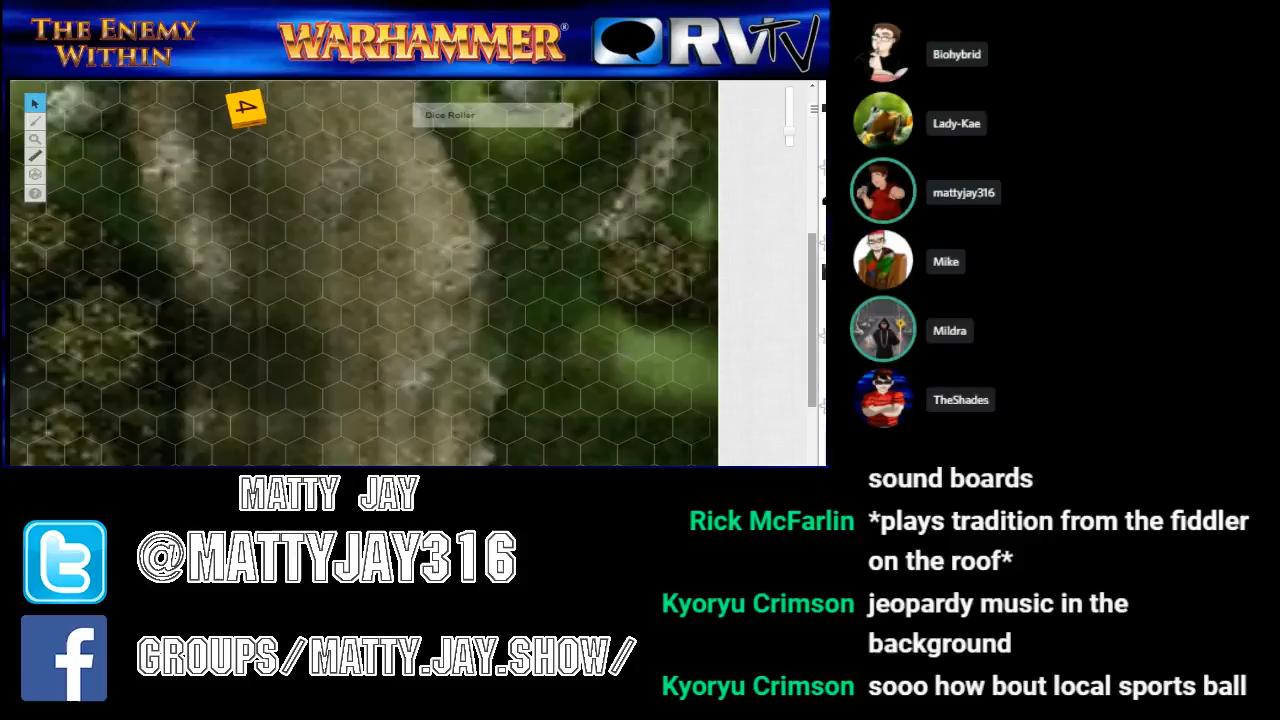 THE ENEMY
WITHIN
WARHAMMER®
RVTV
4
Dice Roller
?
Biohybrid
Lady-Kae
mattyjay316
Mike
Mildra
TheShades
MATTY JAY
@MATTYJAY316
GROUPS/MATTY.JAY.SHOW/
sound boards
Rick McFarlin *plays tradition from the fiddler
on the roof*
Kyoryu Crimson jeopardy music in the
background
Kyoryu Crimson sooo how bout local sports ball